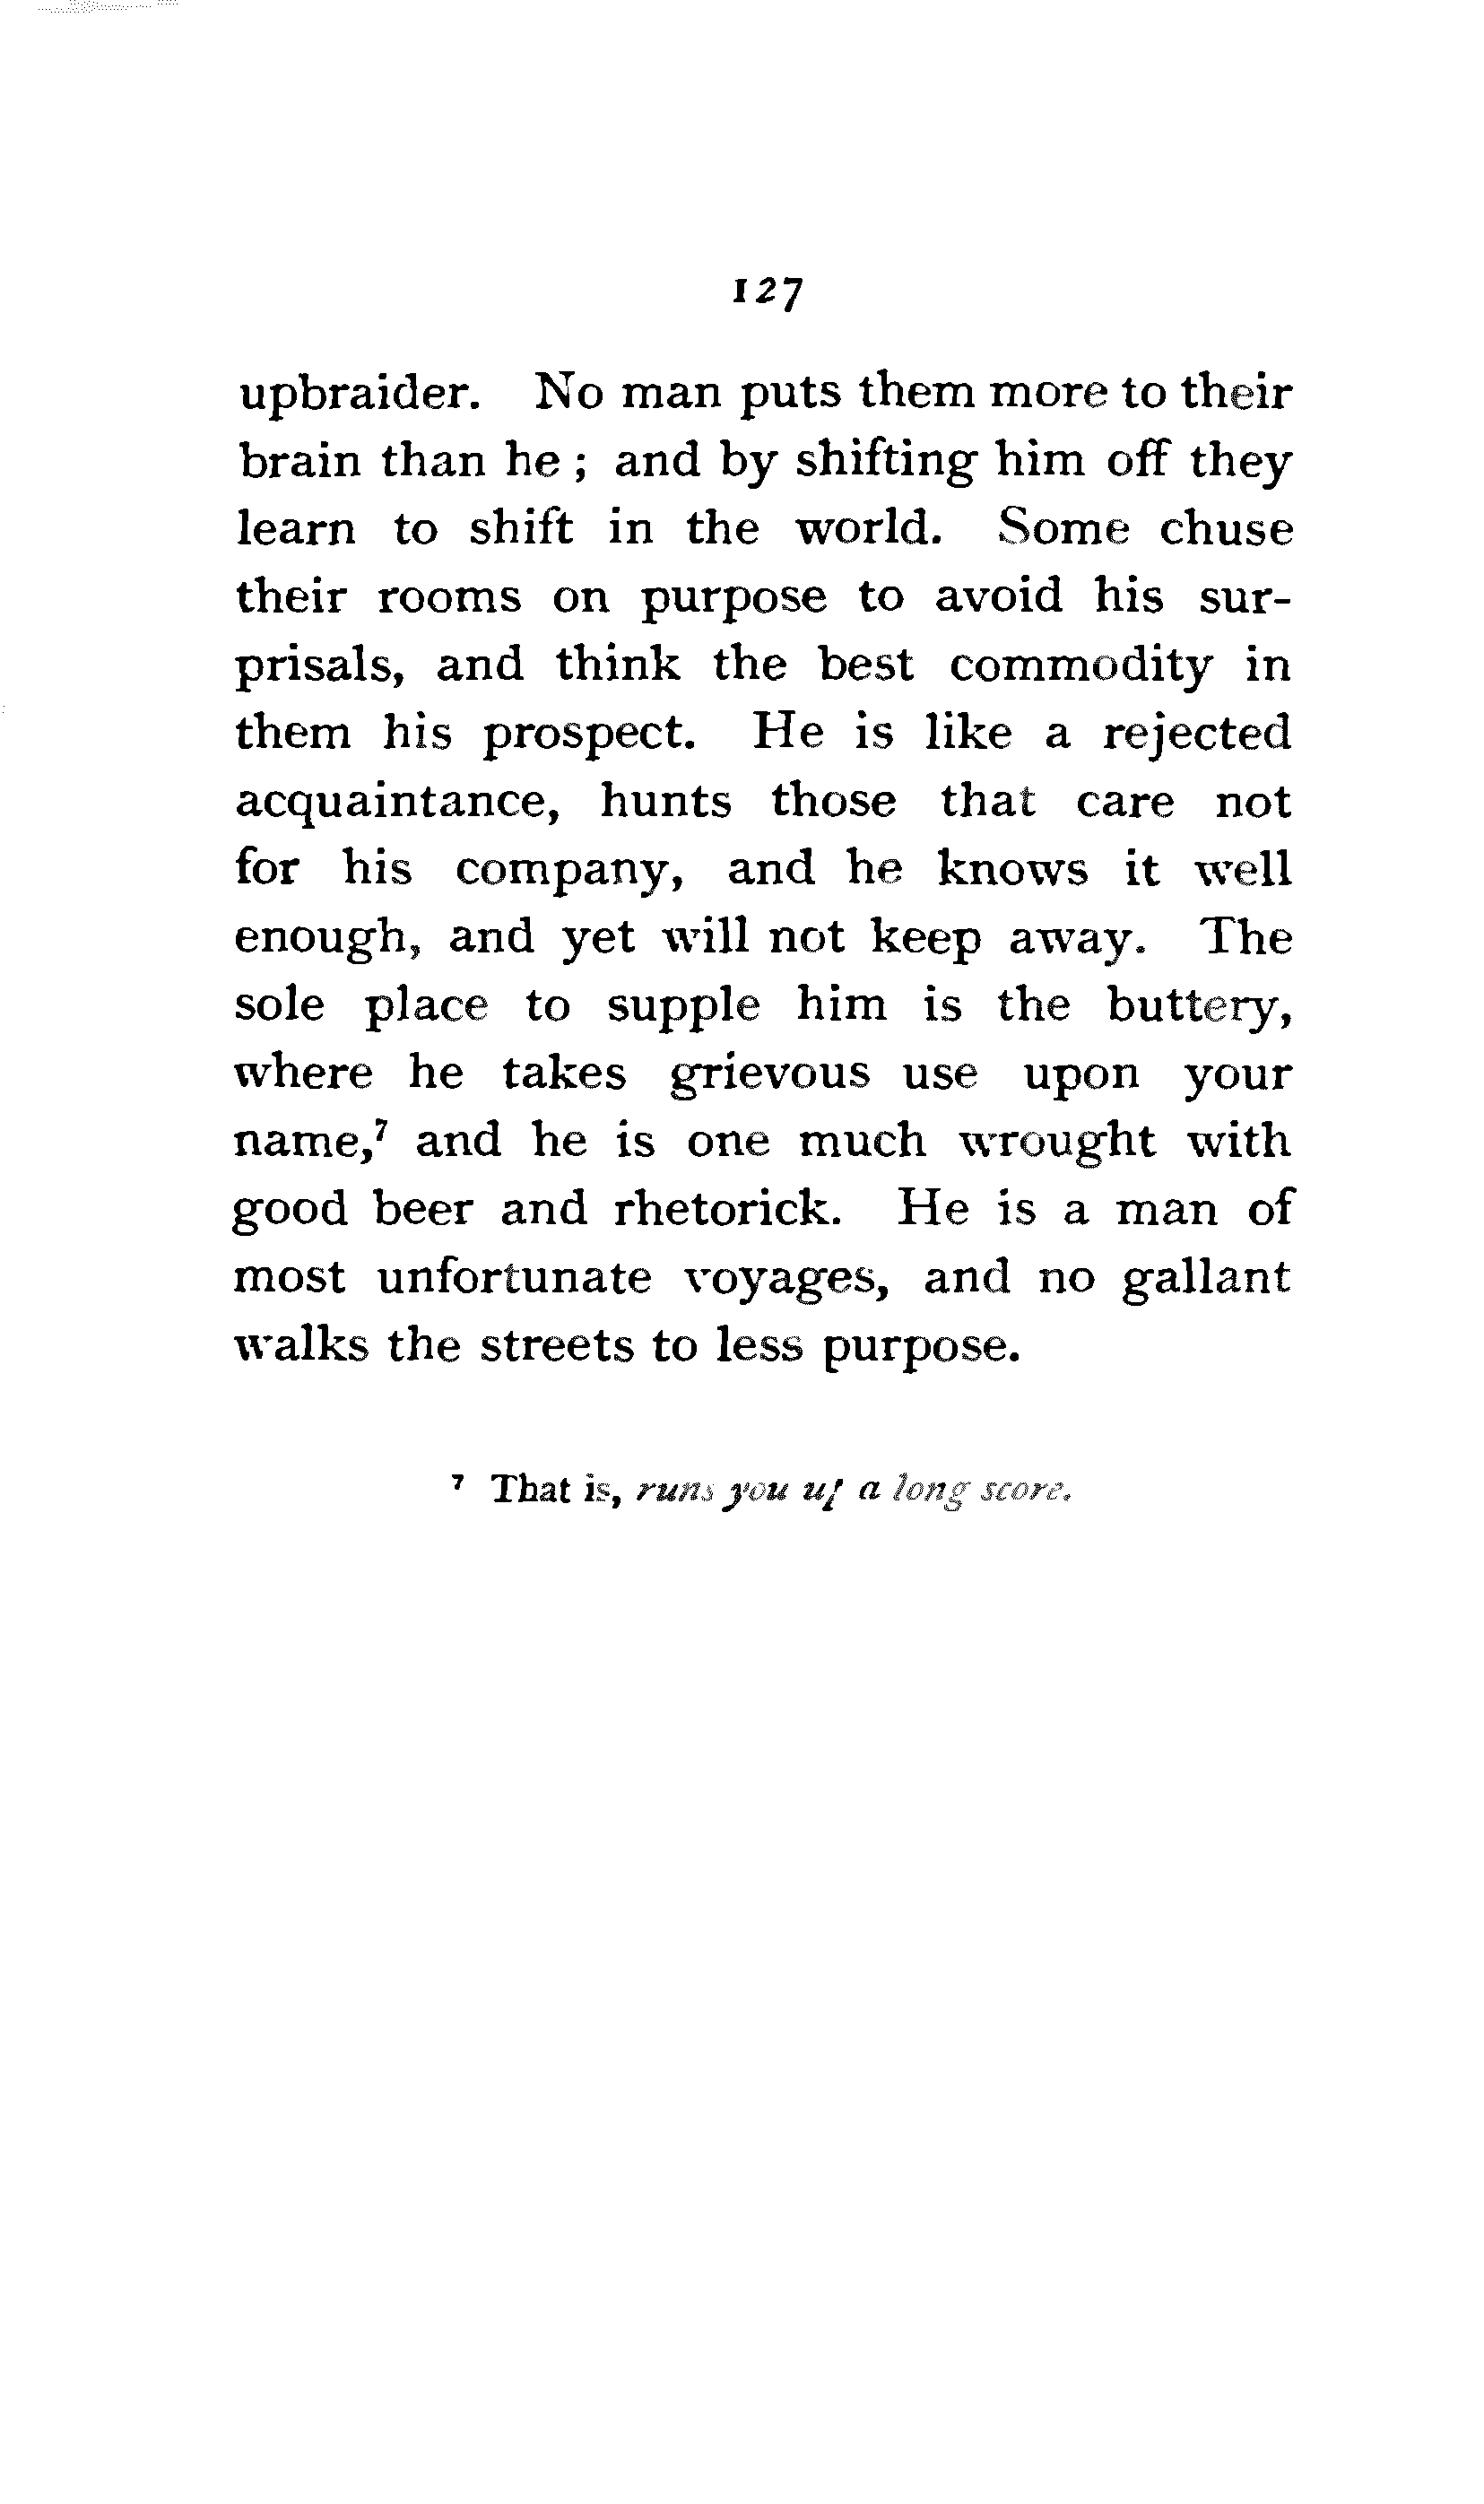 127
upbraider. No man puts them more to their
brain than he ; and by shifting him off they
learn to shift in the world. Some chuse
their rooms on purpose to avoid his sur-
prisals, and think the best commodity in
them his prospect. He is like a rejected
acquaintance, hunts those that care not
for his company, and he knows it well
enough, and yet will not keep away. The
sole place to supple him is the buttery,
where he takes grievous use upon your
name,⁷ and he is one much wrought with
good beer and rhetorick. He is a man of
most unfortunate voyages, and no gallant
walks the streets to less purpose.
⁷ That is, runs you up a long score.